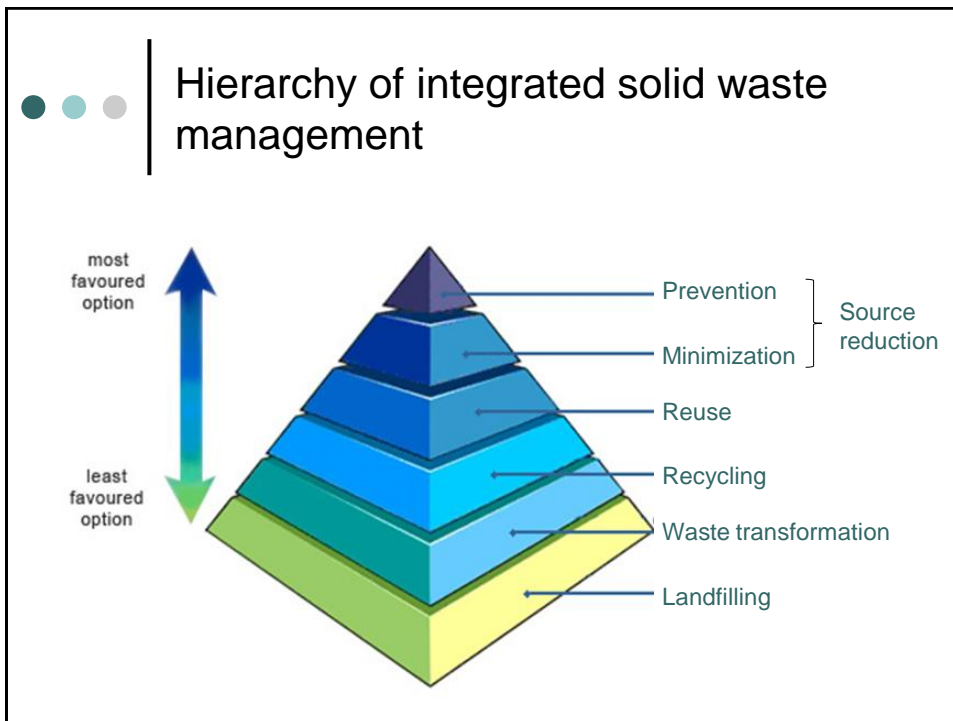 Hierarchy of integrated solid waste
management
most
favoured
option
least
favoured
option
Prevention
Minimization
Source
reduction
Reuse
Recycling
Waste transformation
Landfilling